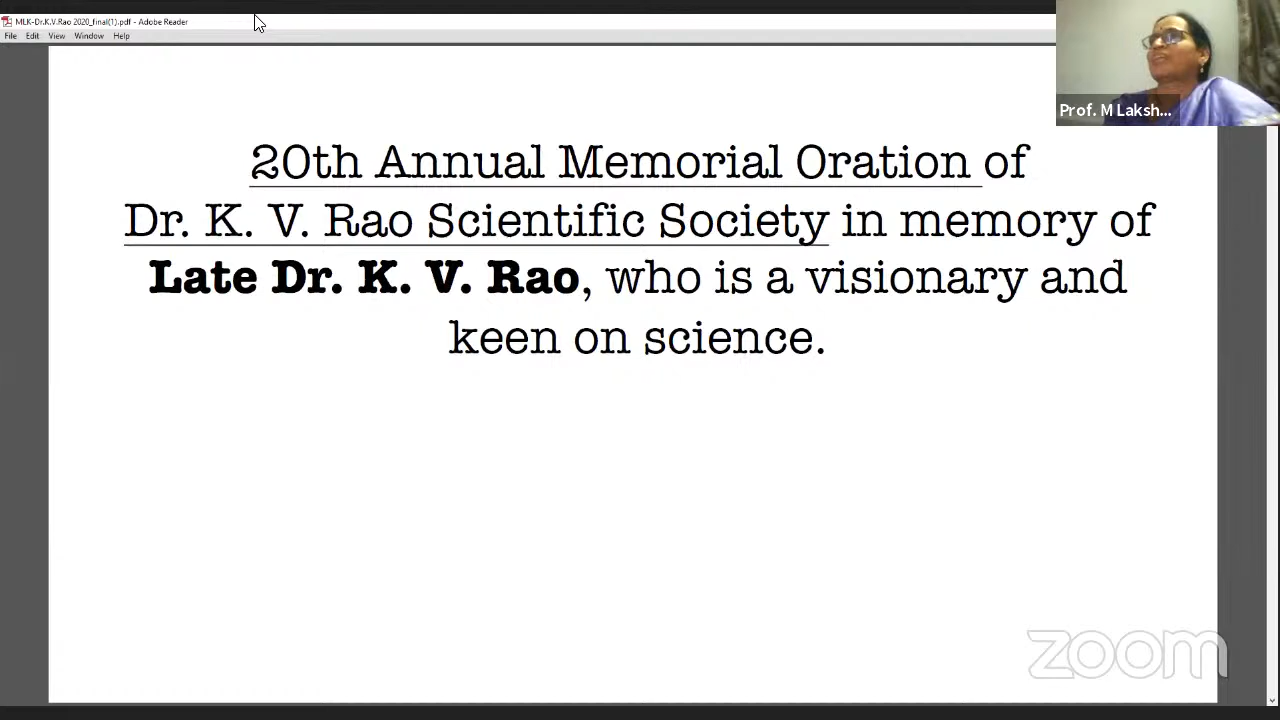 MLK-Dr.K.V.Rao 2020_final(1).pdf - Adobe Reader
File Edit View Window Help
Prof. M Laksh...
20th Annual Memorial Oration of
Dr. K. V. Rao Scientific Society in memory of
Late Dr. K. V. Rao, who is a visionary and
keen on science.
zoom